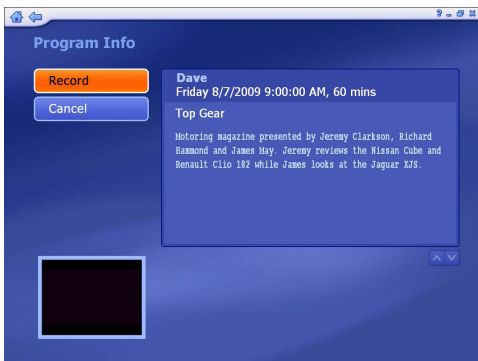 Program Info
Record
Cancel
Dave
Friday 8/7/2009 9:00:00 AM, 60 mins
Top Gear
Motoring magazine presented by Jeremy Clarkson, Richard
Hammond and James May. Jeremy reviews the Nissan Cube and
Renault Clio 182 while James looks at the Jaguar XJS.